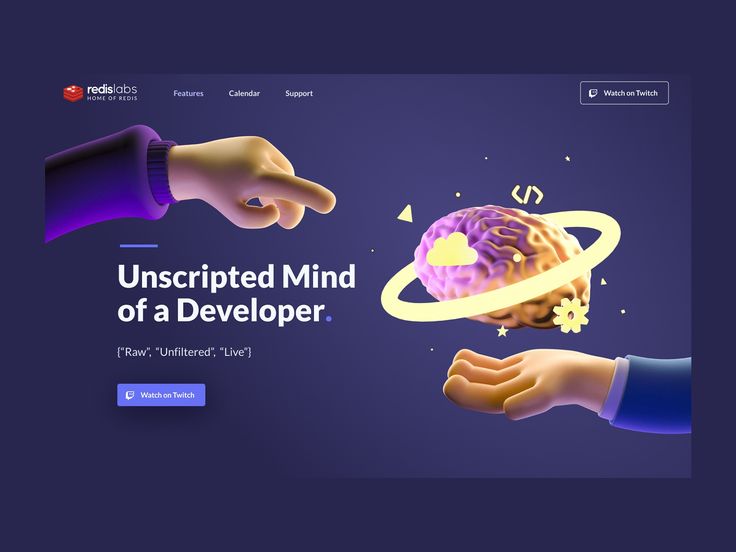 redislabs
HOME OF REDIS
Features
Calendar
Support
Watch on Twitch
Unscripted Mind
of a Developer.
{“Raw”, “Unfiltered”, “Live”}
Watch on Twitch